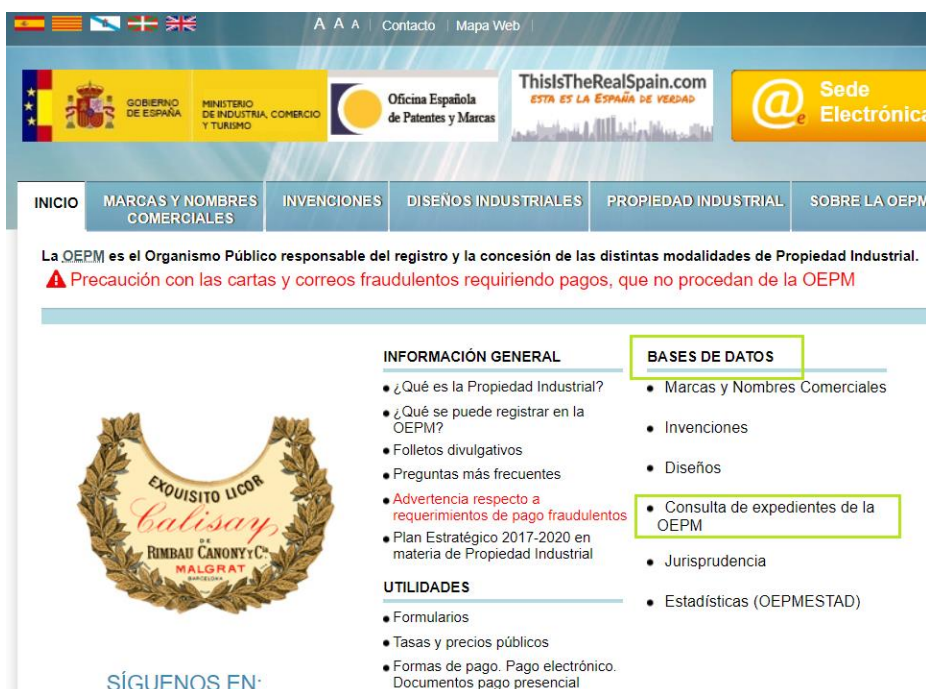 A A A Contacto Mapa Web
GOBIERNO
DE ESPAÑA
MINISTERIO
DE INDUSTRIA, COMERCIO
Y TURISMO
Oficina Española
de Patentes y Marcas
ThisIsTheRealSpain.com
ESTA ES LA ESPAÑA DE VERDAD
@e
Sede
Electrónica
INICIO
MARCAS Y NOMBRES
COMERCIALES
INVENCIONES
DISEÑOS INDUSTRIALES
PROPIEDAD INDUSTRIAL
SOBRE LA OEPM
La OEPM es el Organismo Público responsable del registro y la concesión de las distintas modalidades de Propiedad Industrial.
Precaución con las cartas y correos fraudulentos requiriendo pagos, que no procedan de la OEPM
EXQUISITO LICOR
Calisay
DE
RIMBAU CANONY Y Cia
MALGRAT
BARCELONA
SÍGUENOS EN:
INFORMACIÓN GENERAL
• ¿Qué es la Propiedad Industrial?
• ¿Qué se puede registrar en la
OEPM?
• Folletos divulgativos
• Preguntas más frecuentes
• Advertencia respecto a
requerimientos de pago fraudulentos
• Plan Estratégico 2017-2020 en
materia de Propiedad Industrial
UTILIDADES
• Formularios
• Tasas y precios públicos
• Formas de pago. Pago electrónico.
Documentos pago presencial
BASES DE DATOS
• Marcas y Nombres Comerciales
• Invenciones
• Diseños
• Consulta de expedientes de la
OEPM
• Jurisprudencia
• Estadísticas (OEPMESTAD)